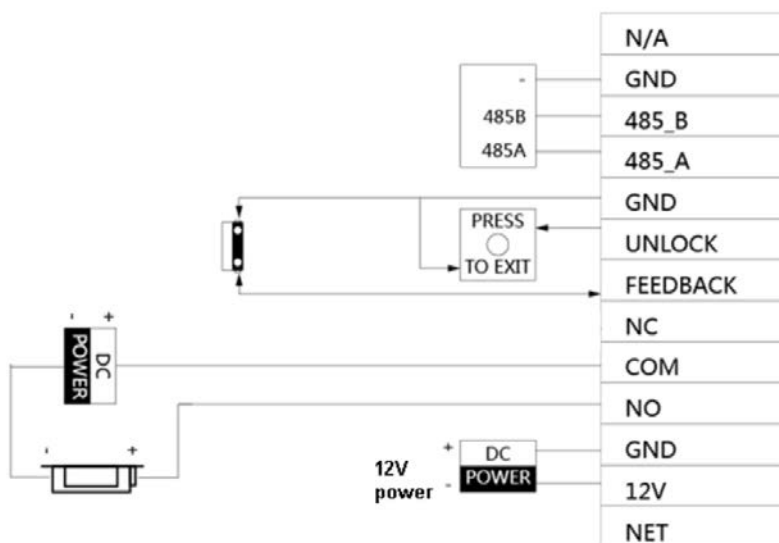 N/A
- GND
485B 485_B
485A 485_A
GND
PRESS
UNLOCK
TO EXIT
FEEDBACK
NC
- +
POWER DC
COM
NO
- +
+ DC GND
12V
power - POWER 12V
NET